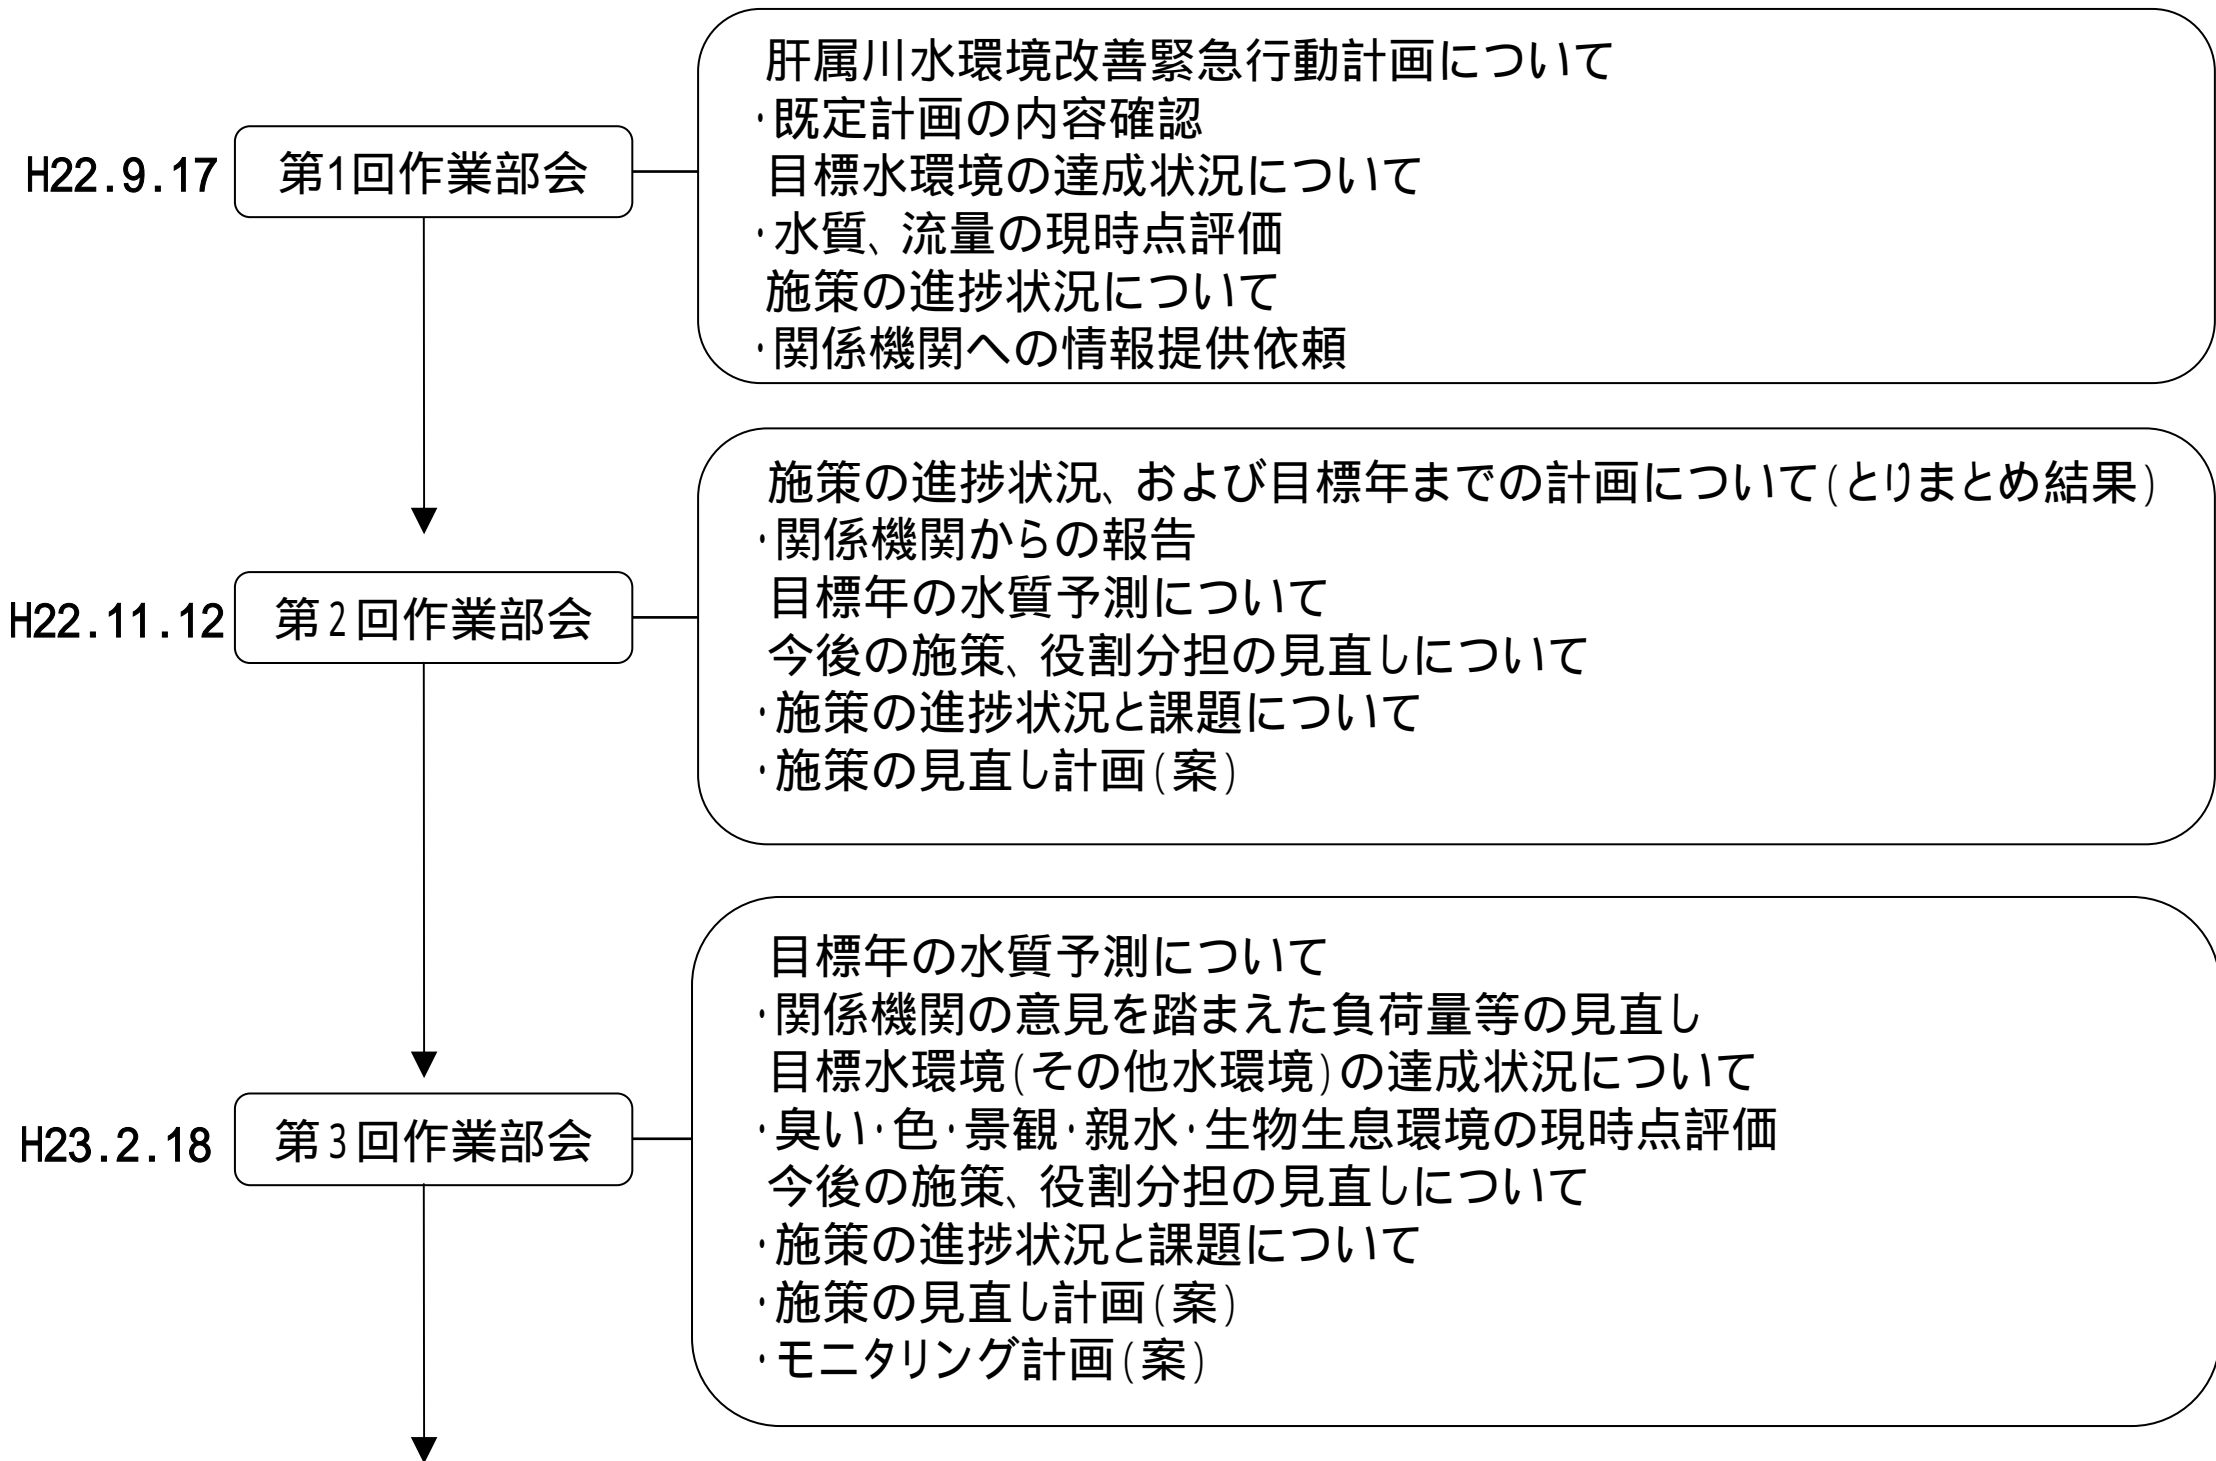 肝属川水環境改善緊急行動計画について
・既定計画の内容確認
H22.9.17 第1回作業部会
目標水環境の達成状況について
・水質、流量の現時点評価
施策の進捗状況について
・関係機関への情報提供依頼
施策の進捗状況、および目標年までの計画について(とりまとめ結果)
・関係機関からの報告
目標年の水質予測について
H22.11.12 第2回作業部会
今後の施策、役割分担の見直しについて
・施策の進捗状況と課題について
・施策の見直し計画(案)
目標年の水質予測について
・関係機関の意見を踏まえた負荷量等の見直し
目標水環境(その他水環境)の達成状況について
・臭い・色・景観・親水・生物生息環境の現時点評価
H23.2.18 第3回作業部会
今後の施策、役割分担の見直しについて
・施策の進捗状況と課題について
・施策の見直し計画(案)
・モニタリング計画(案)